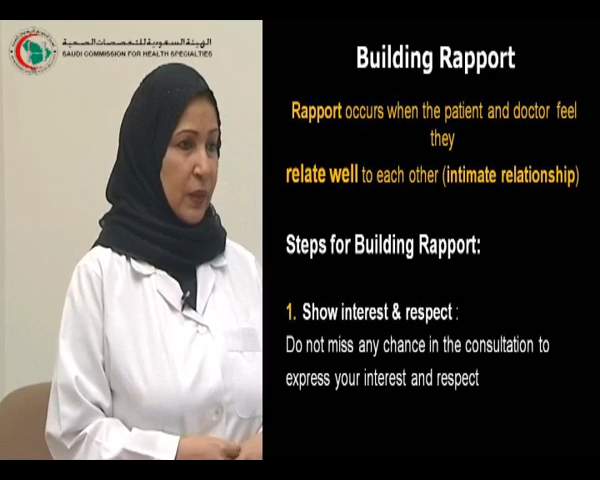 الهيئة السعودية للتخصصات الصحية
SAUDI COMMISSION FOR HEALTH SPECIALTIES
Building Rapport
Rapport occurs when the patient and doctor feel
they
relate well to each other (intimate relationship)
Steps for Building Rapport:
1. Show interest & respect :
Do not miss any chance in the consultation to
express your interest and respect